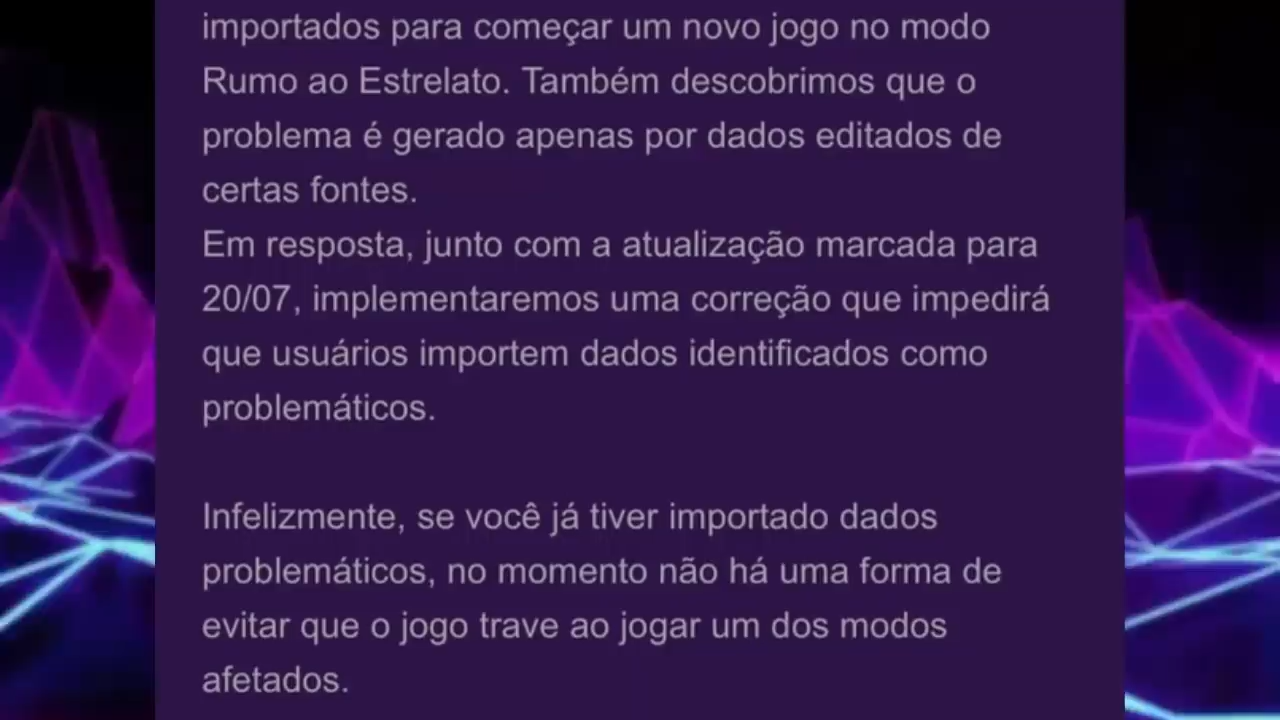 importados para começar um novo jogo no modo
Rumo ao Estrelato. Também descobrimos que o
problema é gerado apenas por dados editados de
certas fontes.
Em resposta, junto com a atualização marcada para
20/07, implementaremos uma correção que impedirá
que usuários importem dados identificados como
problemáticos.
Infelizmente, se você já tiver importado dados
problemáticos, no momento não há uma forma de
evitar que o jogo trave ao jogar um dos modos
afetados.